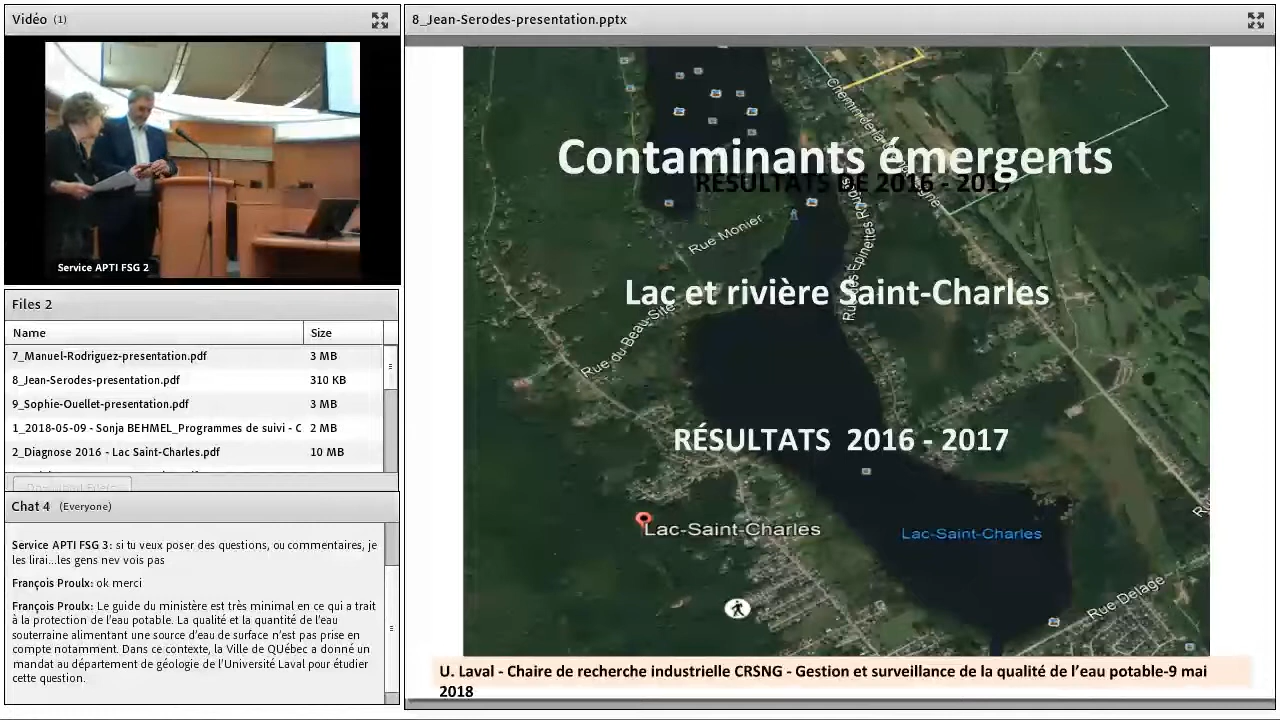 Vidéo (1)
Service APTI FSG 2
Files 2
Name Size
7_Manuel-Rodriguez-presentation.pdf 3 MB
8_Jean-Serodes-presentation.pdf 310 KB
9_Sophie-Ouellet-presentation.pdf 3 MB
1_2018-05-09 - Sonja BEHMEL_Programmes de suivi - C 2 MB
2_Diagnose 2016 - Lac Saint-Charles.pdf 10 MB
Chat 4 (Everyone)
Service APTI FSG 3: si tu veux poser des questions, ou commentaires, je
les lirai...les gens nev vois pas
François Proulx: ok merci
François Proulx: Le guide du ministère est très minimal en ce qui a trait
à la protection de l'eau potable. La qualité et la quantité de l'eau
souterraine alimentant une source d'eau de surface n'est pas prise en
compte notamment. Dans ce contexte, la Ville de QUébec a donné un
mandat au département de géologie de l'Université Laval pour étudier
cette question.
8_Jean-Serodes-presentation.pptx
Contaminants émergents
RÉSULTATS DE 2016 - 2017
Rue Monier
Lac et rivière Saint-Charles
Rue du Beau-Site
RÉSULTATS 2016 - 2017
Lac-Saint-Charles
Lac-Saint-Charles
Rue Delage
U. Laval - Chaire de recherche industrielle CRSNG - Gestion et surveillance de la qualité de l'eau potable-9 mai
2018